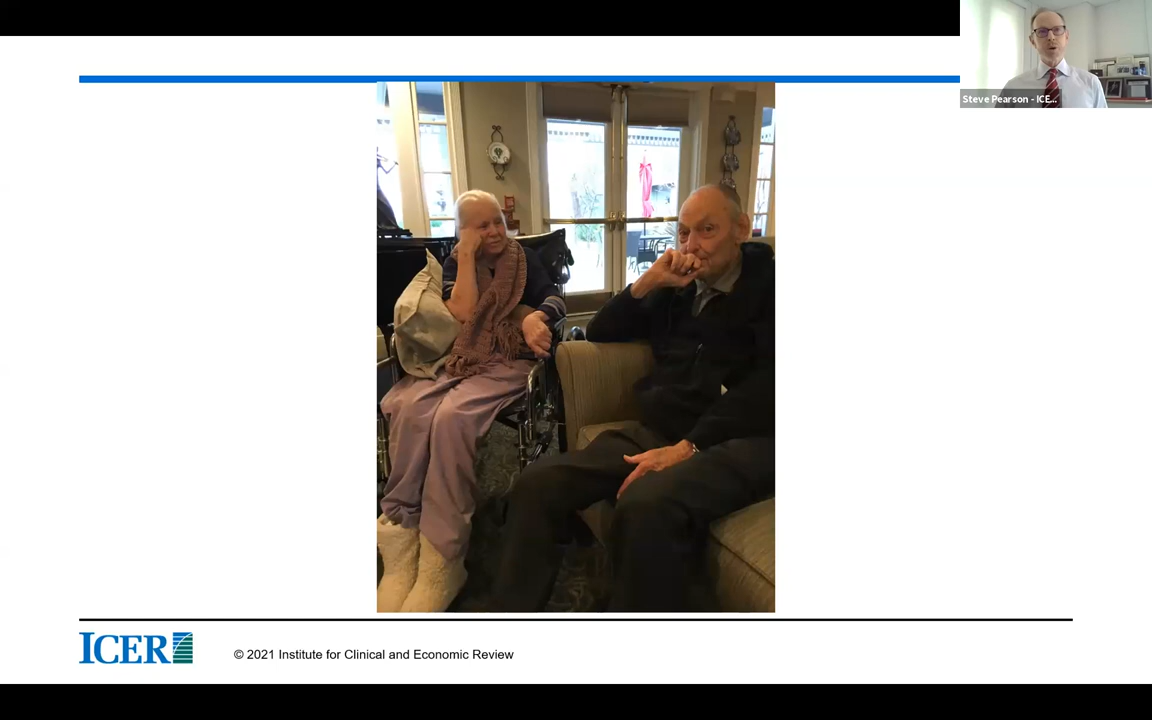 Steve Pearson - ICE...
ICER
© 2021 Institute for Clinical and Economic Review